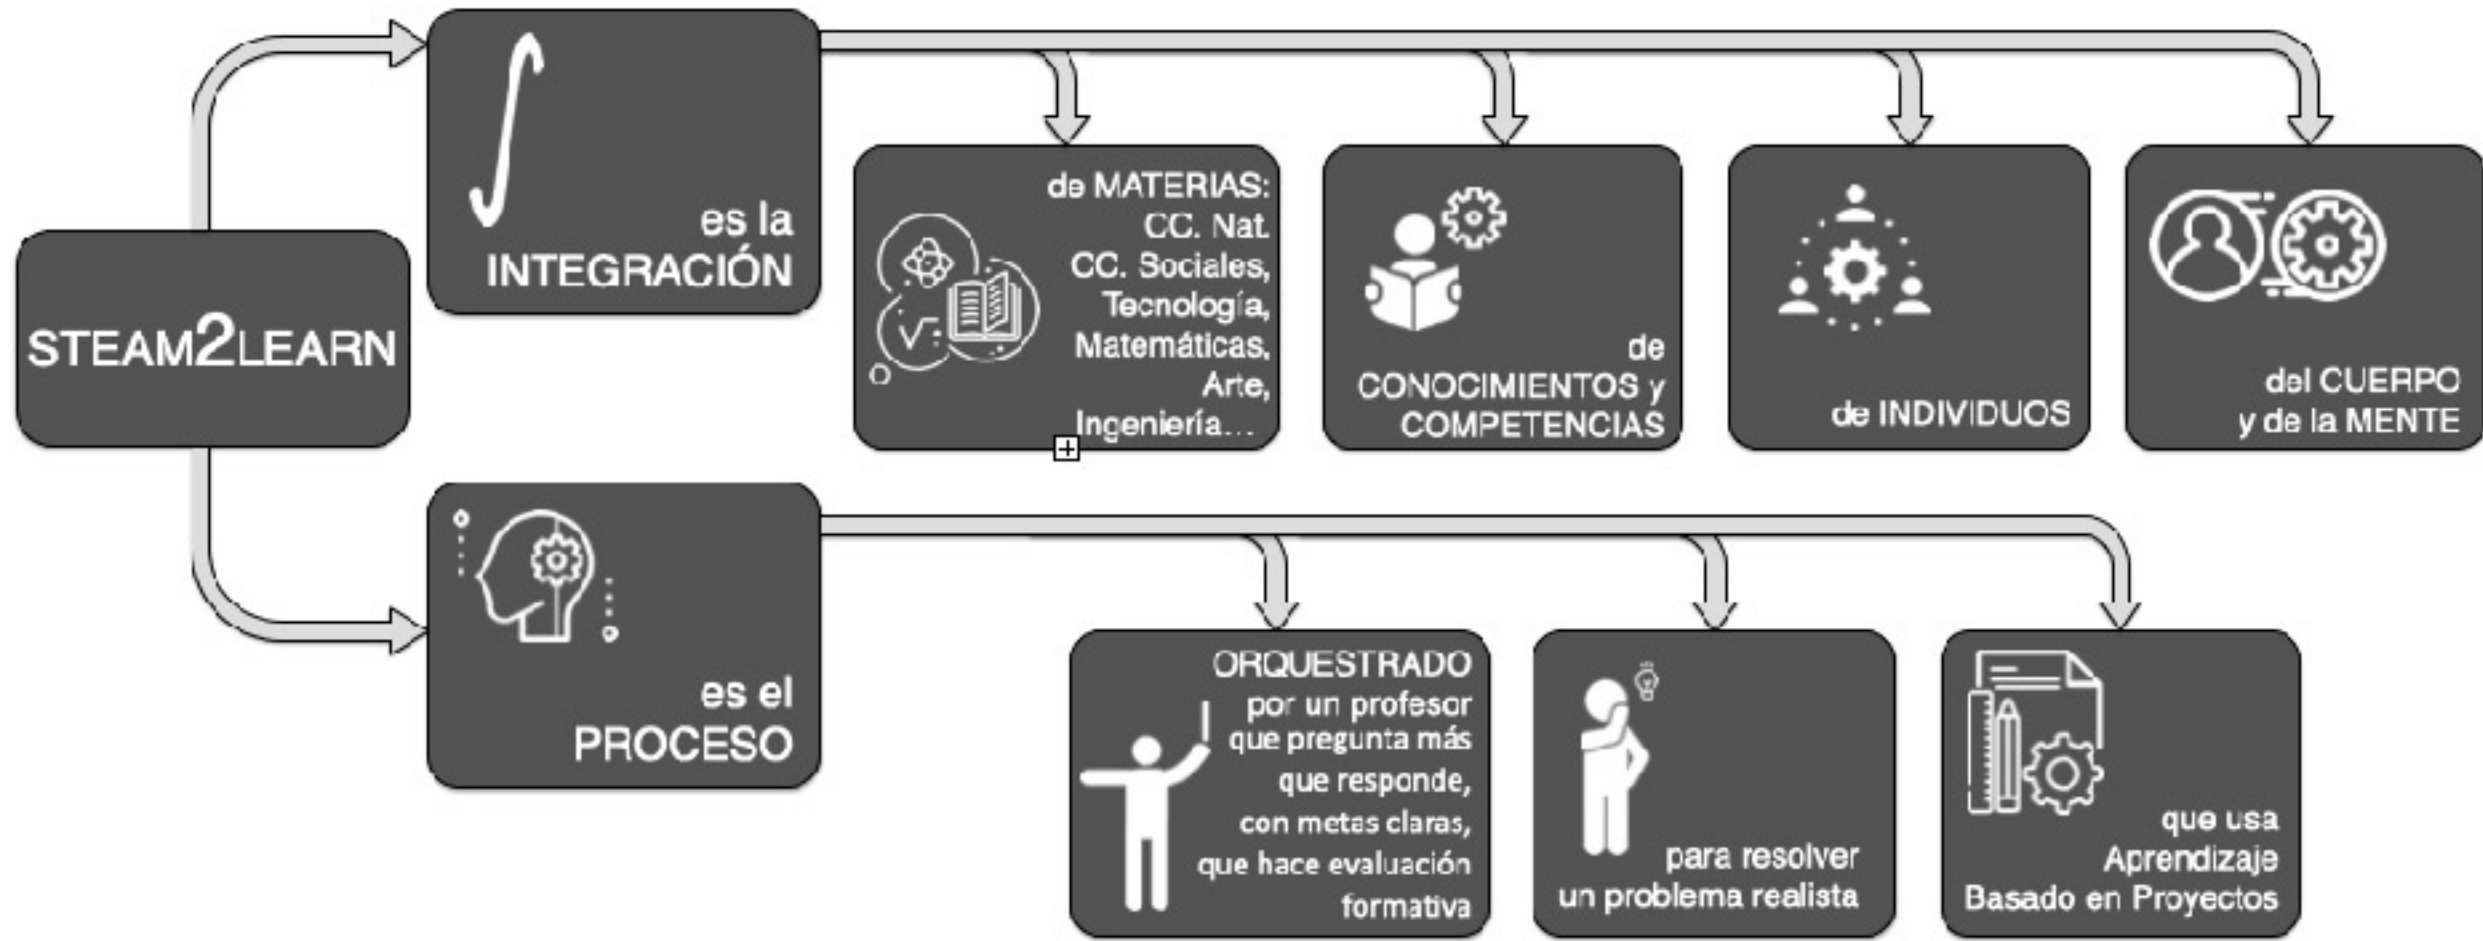 STEAM2LEARN
es la
INTEGRACIÓN
de MATERIAS:
CC. Nat.
CC. Sociales,
Tecnología,
Matemáticas,
Arte,
Ingeniería...
de
CONOCIMIENTOS y
COMPETENCIAS
de INDIVIDUOS
del CUERPO
y de la MENTE
es el
PROCESO
ORQUESTRADO
por un profesor
que pregunta más
que responde,
con metas claras,
que hace evaluación
formativa
para resolver
un problema realista
que usa
Aprendizaje
Basado en Proyectos